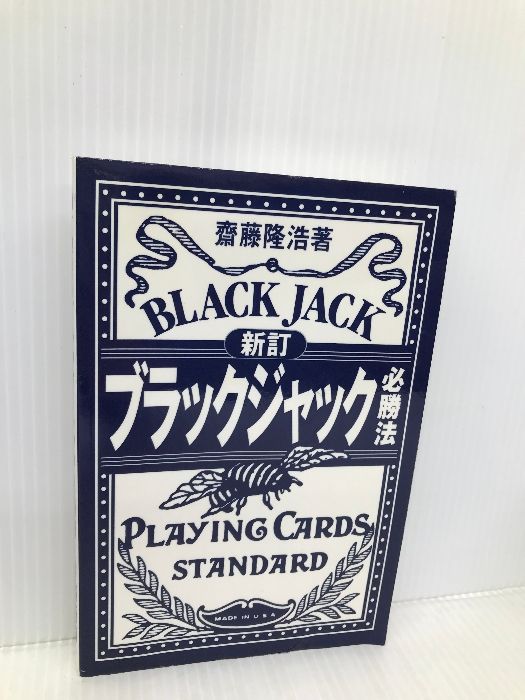 齋藤隆浩著
BLACK JACK
新訂
ブラックジャック必勝法
PLAYING CARDS
STANDARD
MADE IN U.S.A